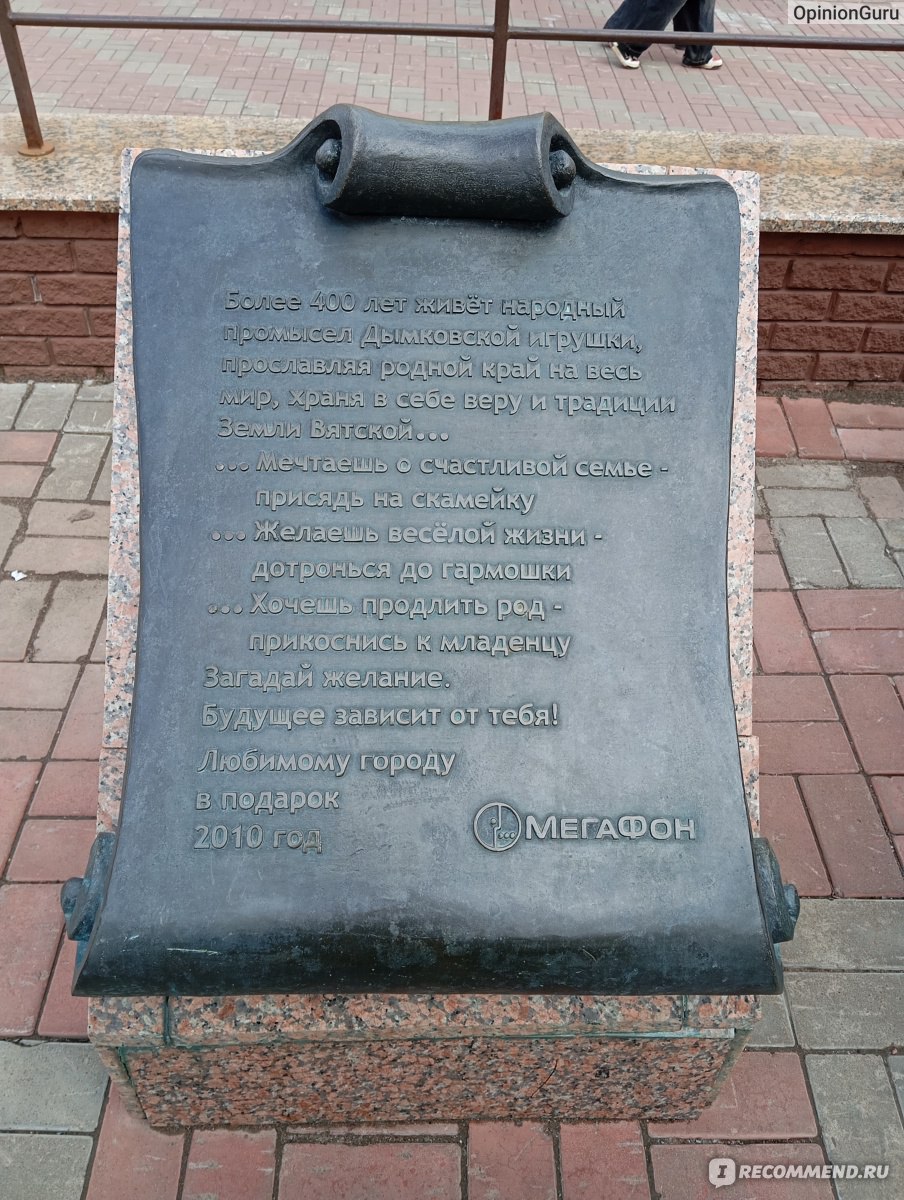 OpinionGuru
Более 400 лет живёт народный
промысел Дымковской игрушки,
прославляя родной край на весь
мир, храня в себе веру и традиции
Земли Вятской...
... Мечтаешь о счастливой семье -
присядь на скамейку
... Желаешь весёлой жизни -
дотронься до гармошки
... Хочешь продлить род -
прикоснись к младенцу
Загадай желание.
Будущее зависит от тебя!
Любимому городу
в подарок
2010 год
МЕГАФОН
IRECOMMEND.RU